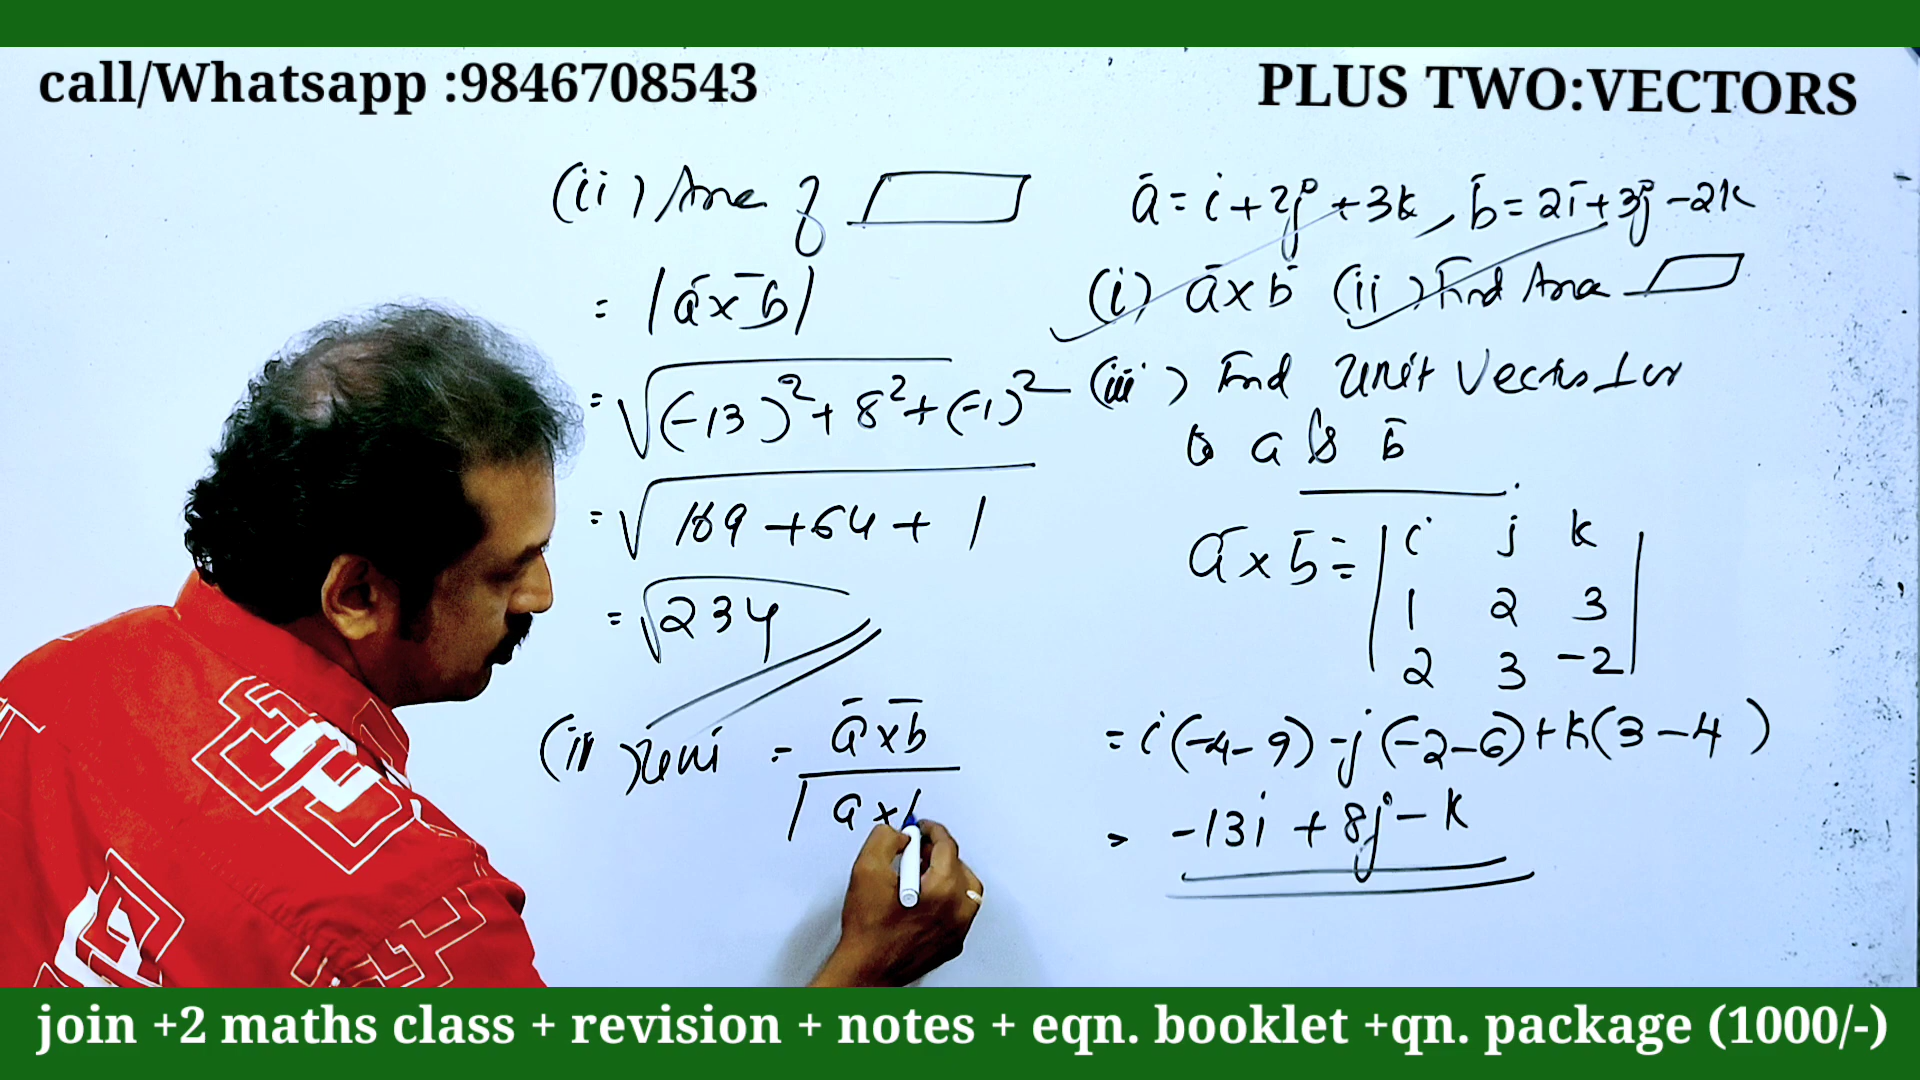 call/Whatsapp :9846708543
PLUS TWO:VECTORS
(ii) Area of
= |a̅ x b̅|
= √(-13)² + 8² + (-1)²
= √169 + 64 + 1
= √234
= a̅ x b̅
| a x
a̅ = i + 2j + 3k, b̅ = 2i + 3j - 2k
(i) a̅ x b̅ (ii) Find Area
(iii) Find Unit Vector ⊥ur
to a & b̅
a̅ x b̅ = | i j k
1 2 3
2 3 -2 |
= i(-4-9) - j(-2-6) + k(3-4)
= -13i + 8j - k
join +2 maths class + revision + notes + eqn. booklet +qn. package (1000/-)